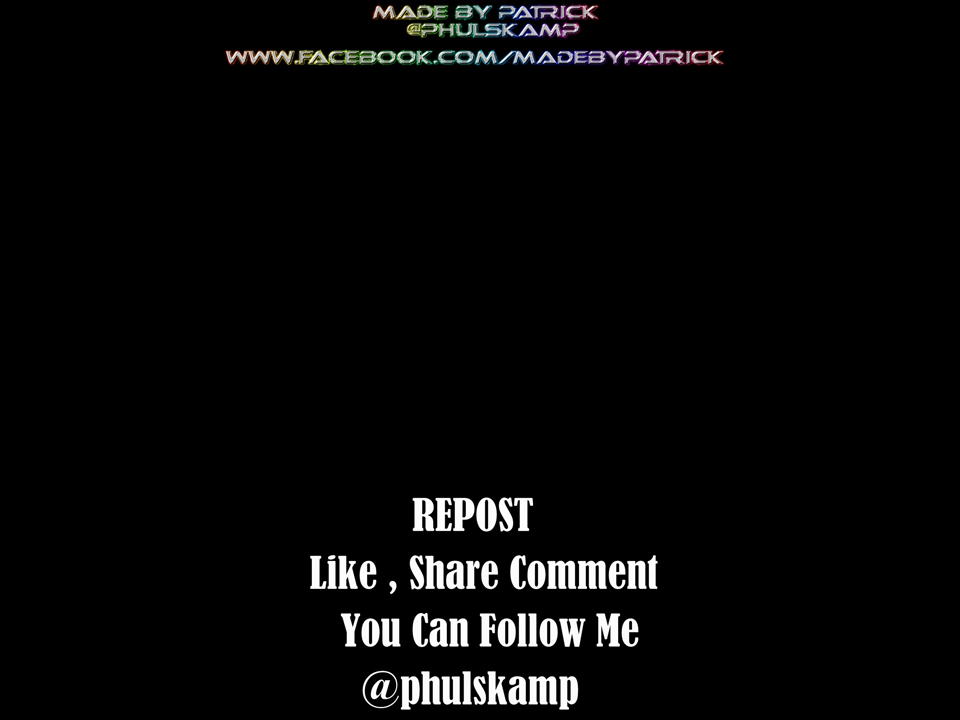 MADE BY PATRICK
@PHULSKAMP
WWW.FACEBOOK.COM/MADEBYPATRICK
REPOST
Like , Share Comment
You Can Follow Me
@phulskamp